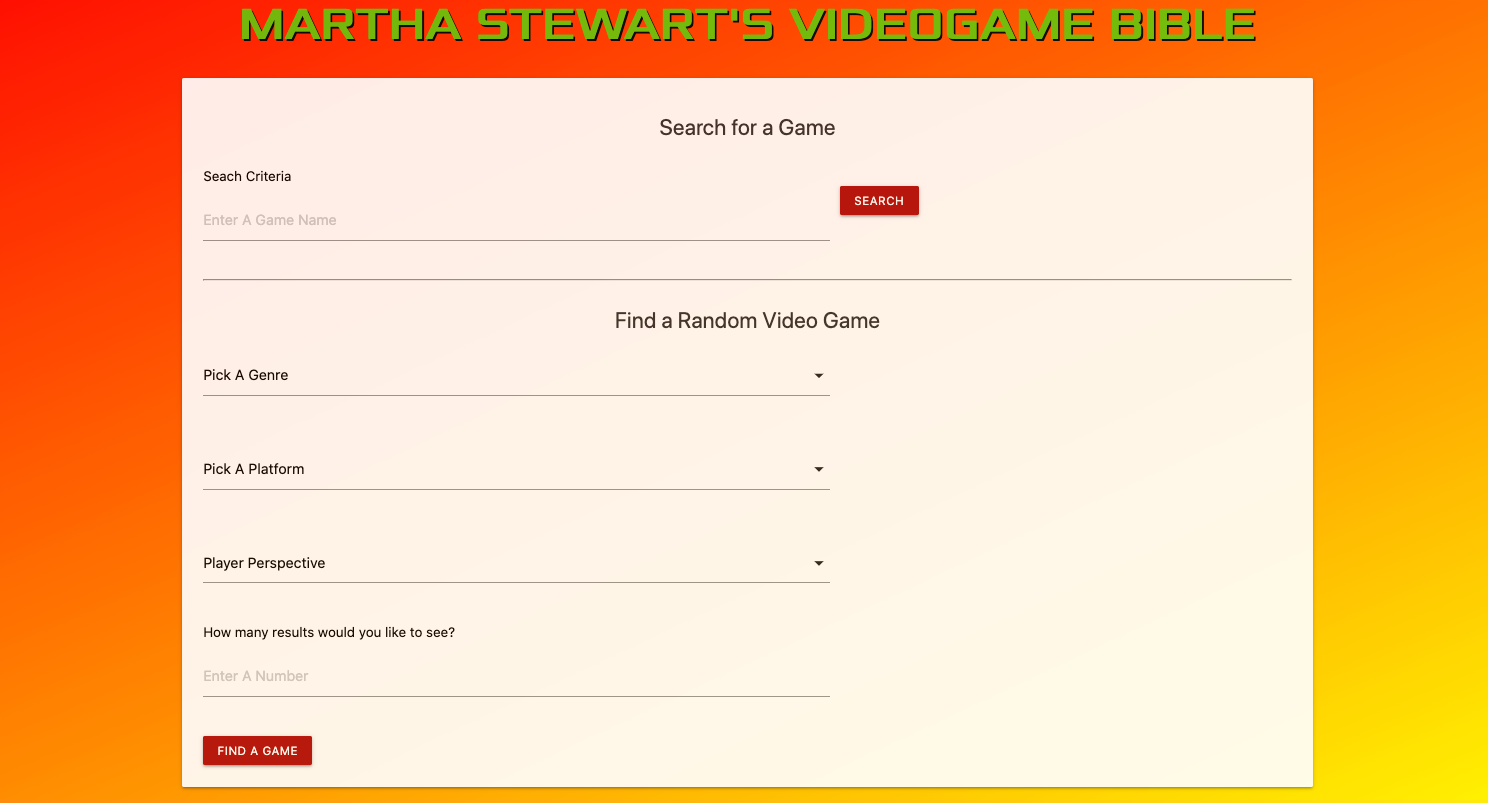 MARTHA STEWART'S VIDEOGAME BIBLE
Search for a Game
Seach Criteria
Enter A Game Name
SEARCH
Find a Random Video Game
Pick A Genre
Pick A Platform
Player Perspective
How many results would you like to see?
Enter A Number
FIND A GAME